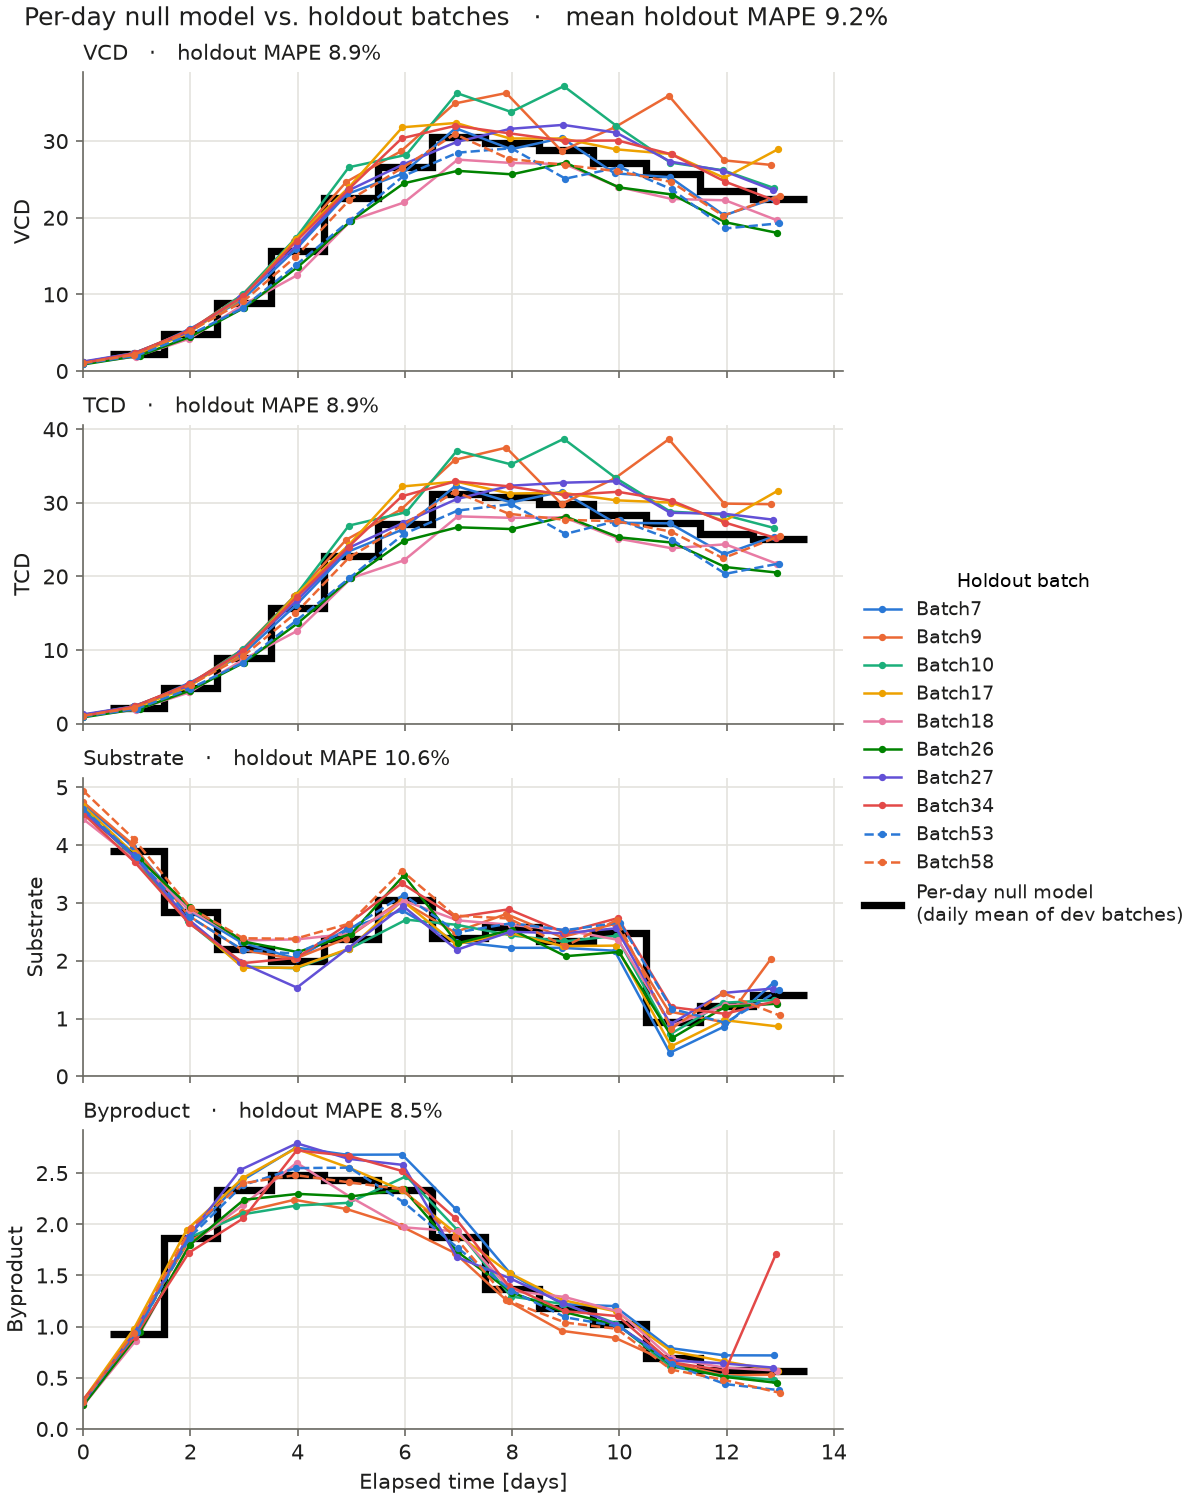 Per-day null model vs. holdout batches · mean holdout MAPE 9.2%
VCD · holdout MAPE 8.9%
VCD
30
20
10
0
TCD · holdout MAPE 8.9%
TCD
40
30
20
10
0
Substrate · holdout MAPE 10.6%
Substrate
5
4
3
2
1
0
Byproduct · holdout MAPE 8.5%
Byproduct
2.5
2.0
1.5
1.0
0.5
0.0
0 2 4 6 8 10 12 14
Elapsed time [days]
Holdout batch
Batch7
Batch9
Batch10
Batch17
Batch18
Batch26
Batch27
Batch34
Batch53
Batch58
Per-day null model
(daily mean of dev batches)